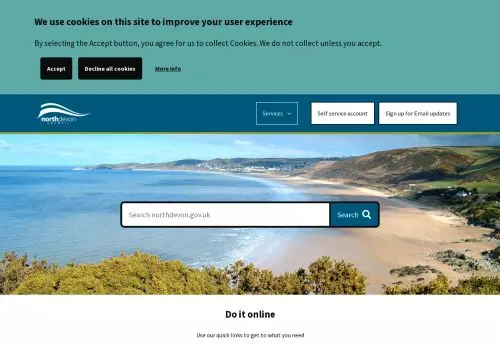 We use cookies on this site to improve your user experience
By selecting the Accept button, you agree for us to collect Cookies. We do not collect unless you accept.
Accept
Decline all cookies
More info
northdevon
Services
Self service account
Sign up for Email updates
Search northdevon.gov.uk
Search
Do it online
Use our quick links to get to what you need